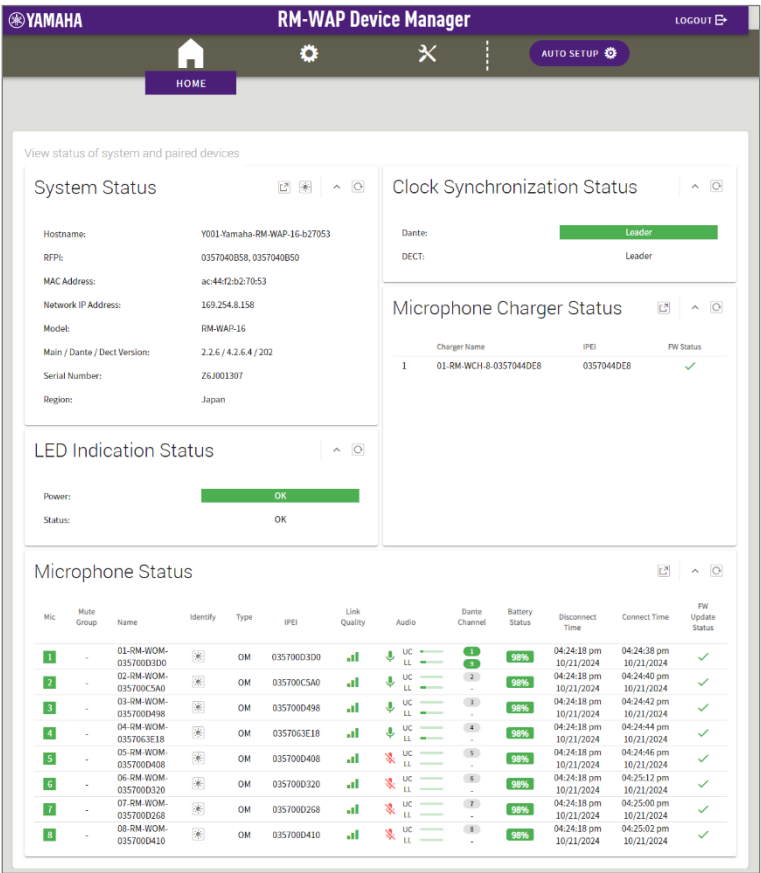 YAMAHA
RM-WAP Device Manager
LOGOUT
AUTO SETUP
HOME
View status of system and paired devices
System Status
Hostname: Y001-Yamaha-RM-WAP-16-b27053
RFPI: 0357040B58, 0357040B50
MAC Address: ac:44:f2:b2:70:53
Network IP Address: 169.254.8.158
Model: RM-WAP-16
Main / Dante / Dect Version: 2.2.6 / 4.2.6.4 / 202
Serial Number: Z6J001307
Region: Japan
LED Indication Status
Power: OK
Status: OK
Clock Synchronization Status
Dante: Leader
DECT: Leader
Microphone Charger Status
Charger Name IPEI FW Status
1 01-RM-WCH-8-0357044DE8 0357044DE8
Microphone Status
Mic Mute Group Name Identify Type IPEI Link Quality Audio Dante Channel Battery Status Disconnect Time Connect Time FW Update Status
1 - 01-RM-WOM- OM 035700D3D0 UC 1 98% 04:24:18 pm 04:24:38 pm
035700D3D0 LL 9 10/21/2024 10/21/2024
2 - 02-RM-WOM- OM 035700C5A0 UC 2 98% 04:24:18 pm 04:24:40 pm
035700C5A0 LL - 10/21/2024 10/21/2024
3 - 03-RM-WOM- OM 035700D498 UC 3 98% 04:24:18 pm 04:24:42 pm
035700D498 LL - 10/21/2024 10/21/2024
4 - 04-RM-WOM- OM 0357063E18 UC 4 98% 04:24:18 pm 04:24:44 pm
0357063E18 LL - 10/21/2024 10/21/2024
5 - 05-RM-WOM- OM 035700D408 UC 5 98% 04:24:18 pm 04:24:46 pm
035700D408 LL - 10/21/2024 10/21/2024
6 - 06-RM-WOM- OM 035700D320 UC 6 98% 04:24:18 pm 04:25:12 pm
035700D320 LL - 10/21/2024 10/21/2024
7 - 07-RM-WOM- OM 035700D268 UC 7 98% 04:24:18 pm 04:25:00 pm
035700D268 LL - 10/21/2024 10/21/2024
8 - 08-RM-WOM- OM 035700D410 UC 8 98% 04:24:18 pm 04:25:02 pm
035700D410 LL - 10/21/2024 10/21/2024